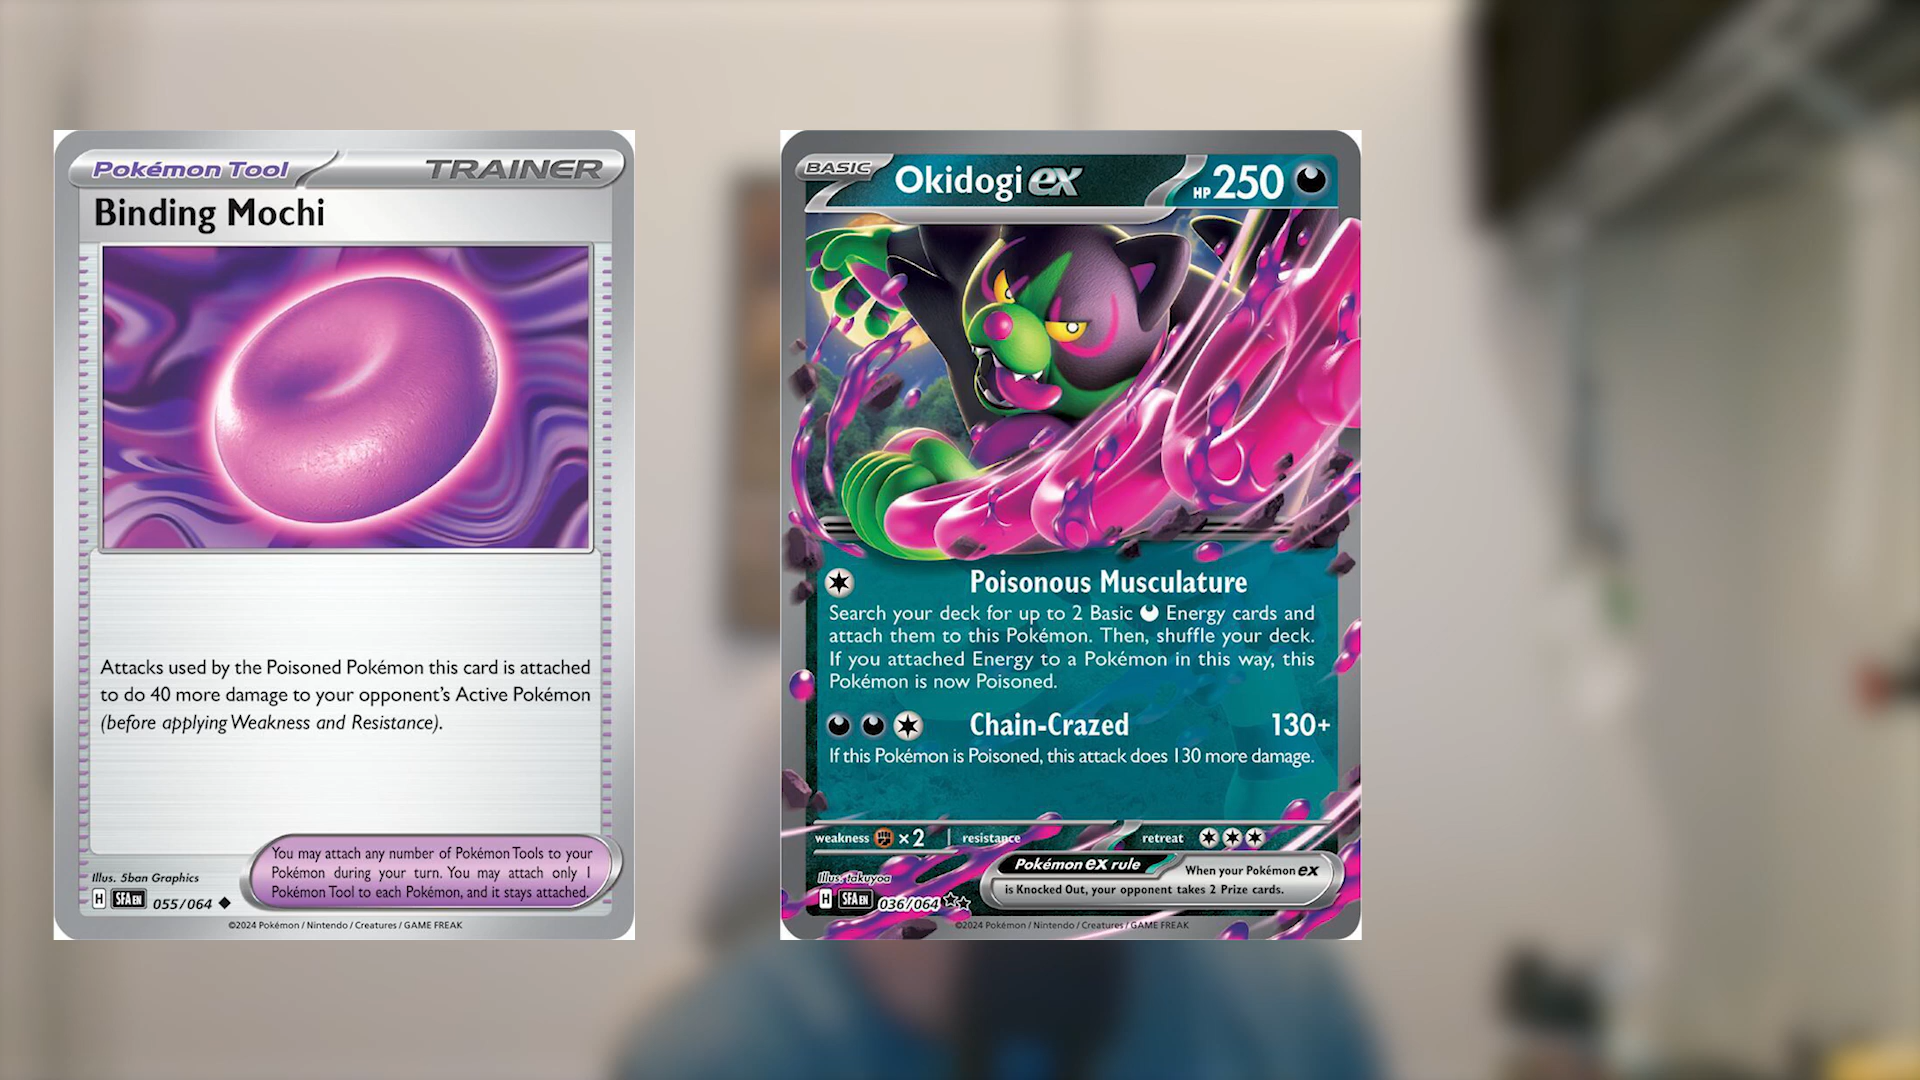 Pokémon Tool TRAINER
Binding Mochi
Attacks used by the Poisoned Pokémon this card is attached
to do 40 more damage to your opponent's Active Pokémon
(before applying Weakness and Resistance).
You may attach any number of Pokémon Tools to your
Pokémon during your turn. You may attach only 1
Pokémon Tool to each Pokémon, and it stays attached.
Illus. 5ban Graphics
H SFA EN 055/064
©2024 Pokémon / Nintendo / Creatures / GAME FREAK
BASIC Okidogi ex HP 250
Poisonous Musculature
Search your deck for up to 2 Basic Energy cards and
attach them to this Pokémon. Then, shuffle your deck.
If you attached Energy to a Pokémon in this way, this
Pokémon is now Poisoned.
Chain-Crazed 130+
If this Pokémon is Poisoned, this attack does 130 more damage.
weakness ×2 resistance retreat
Pokémon ex rule When your Pokémon ex
is Knocked Out, your opponent takes 2 Prize cards.
Illus. takuyoa
H SFA EN 036/064
©2024 Pokémon / Nintendo / Creatures / GAME FREAK